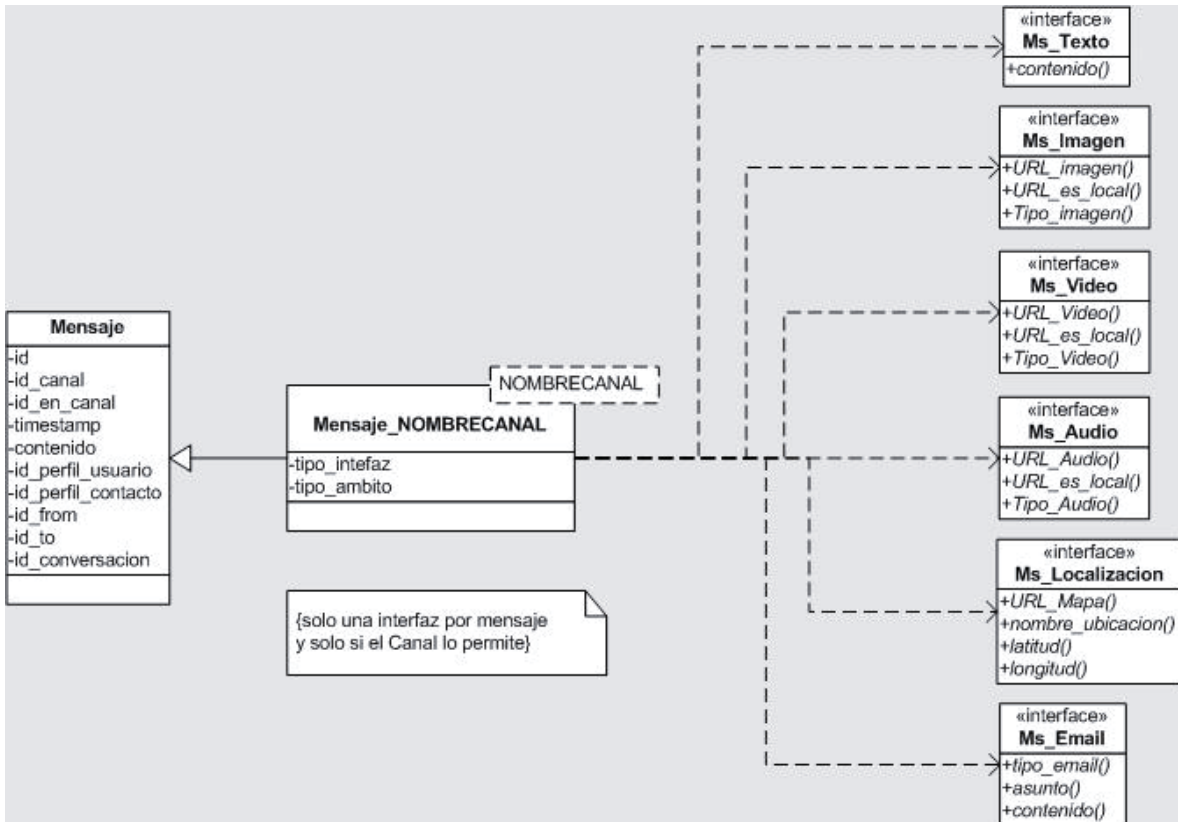 Mensaje
-id
-id_canal
-id_en_canal
-timestamp
-contenido
-id_perfil_usuario
-id_perfil_contacto
-id_from
-id_to
-id_conversacion
NOMBRECANAL
Mensaje_NOMBRECANAL
-tipo_intefaz
-tipo_ambito
{solo una interfaz por mensaje
y solo si el Canal lo permite}
«interface»
Ms_Texto
+contenido()
«interface»
Ms_Imagen
+URL_imagen()
+URL_es_local()
+Tipo_imagen()
«interface»
Ms_Video
+URL_Video()
+URL_es_local()
+Tipo_Video()
«interface»
Ms_Audio
+URL_Audio()
+URL_es_local()
+Tipo_Audio()
«interface»
Ms_Localizacion
+URL_Mapa()
+nombre_ubicacion()
+latitud()
+longitud()
«interface»
Ms_Email
+tipo_email()
+asunto()
+contenido()